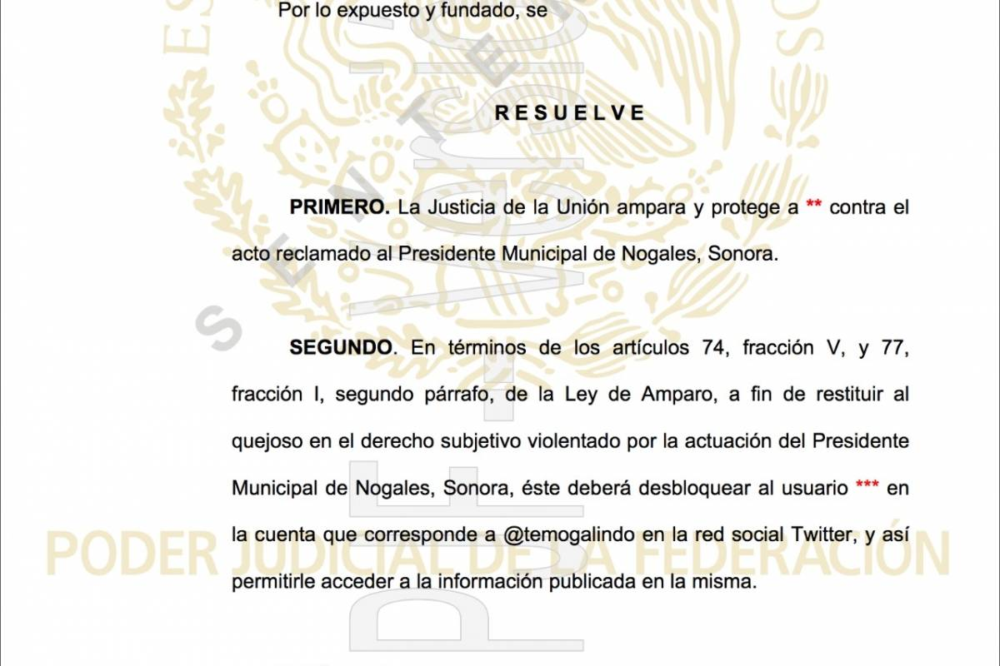 Por lo expuesto y fundado, se
R E S U E L V E
PRIMERO. La Justicia de la Unión ampara y protege a ** contra el
acto reclamado al Presidente Municipal de Nogales, Sonora.
SEGUNDO. En términos de los artículos 74, fracción V, y 77,
fracción I, segundo párrafo, de la Ley de Amparo, a fin de restituir al
quejoso en el derecho subjetivo violentado por la actuación del Presidente
Municipal de Nogales, Sonora, éste deberá desbloquear al usuario *** en
la cuenta que corresponde a @temogalindo en la red social Twitter, y así
permitirle acceder a la información publicada en la misma.
PODER JUDICIAL DE LA FEDERACIÓN